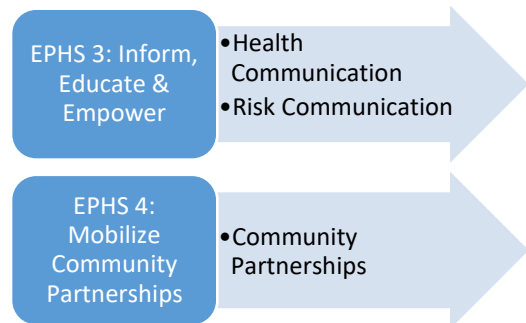 EPHS 3: Inform,
Educate &
Empower
•Health
Communication
•Risk Communication
EPHS 4:
Mobilize
Community
Partnerships
•Community
Partnerships